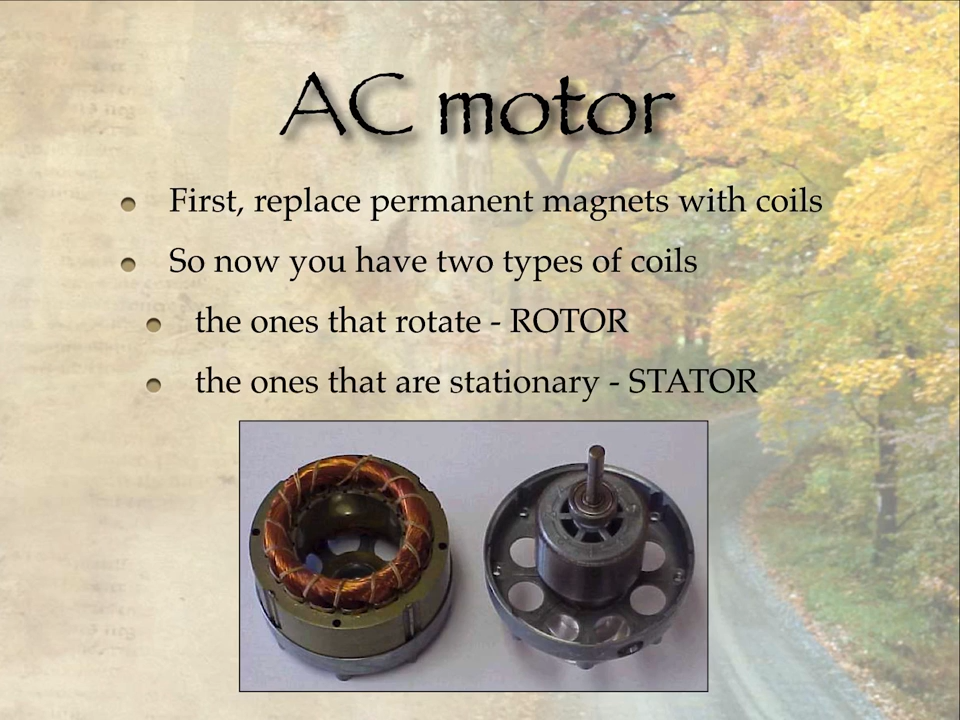 AC motor
First, replace permanent magnets with coils
So now you have two types of coils
the ones that rotate - ROTOR
the ones that are stationary - STATOR